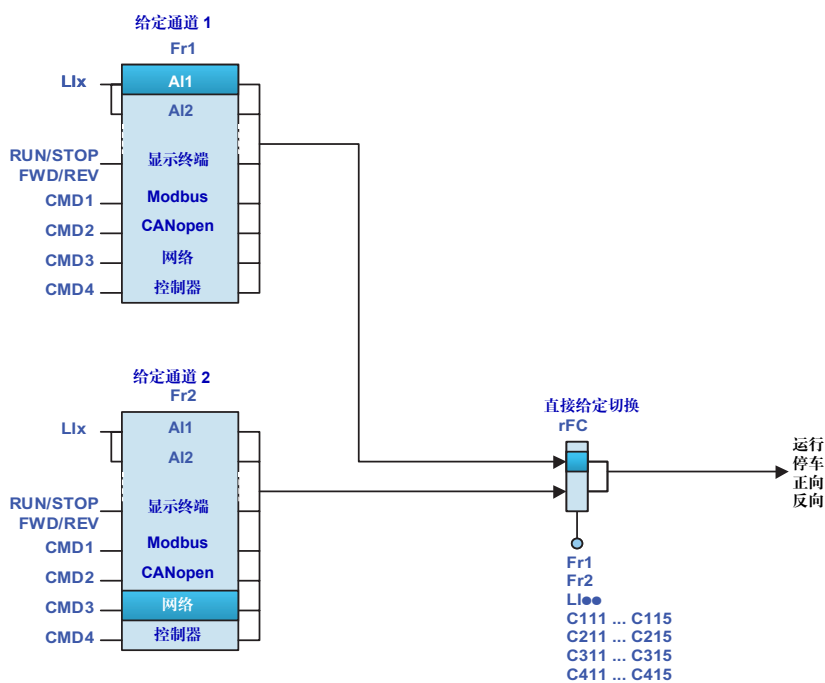 给定通道 1
Fr1
LIx
AI1
AI2
RUN/STOP
FWD/REV
显示终端
CMD1
Modbus
CMD2
CANopen
CMD3
网络
CMD4
控制器
给定通道 2
Fr2
LIx
AI1
AI2
RUN/STOP
FWD/REV
显示终端
CMD1
Modbus
CMD2
CANopen
CMD3
网络
CMD4
控制器
直接给定切换
rFC
运行
停车
正向
反向
Fr1
Fr2
LI●●
C111 ... C115
C211 ... C215
C311 ... C315
C411 ... C415